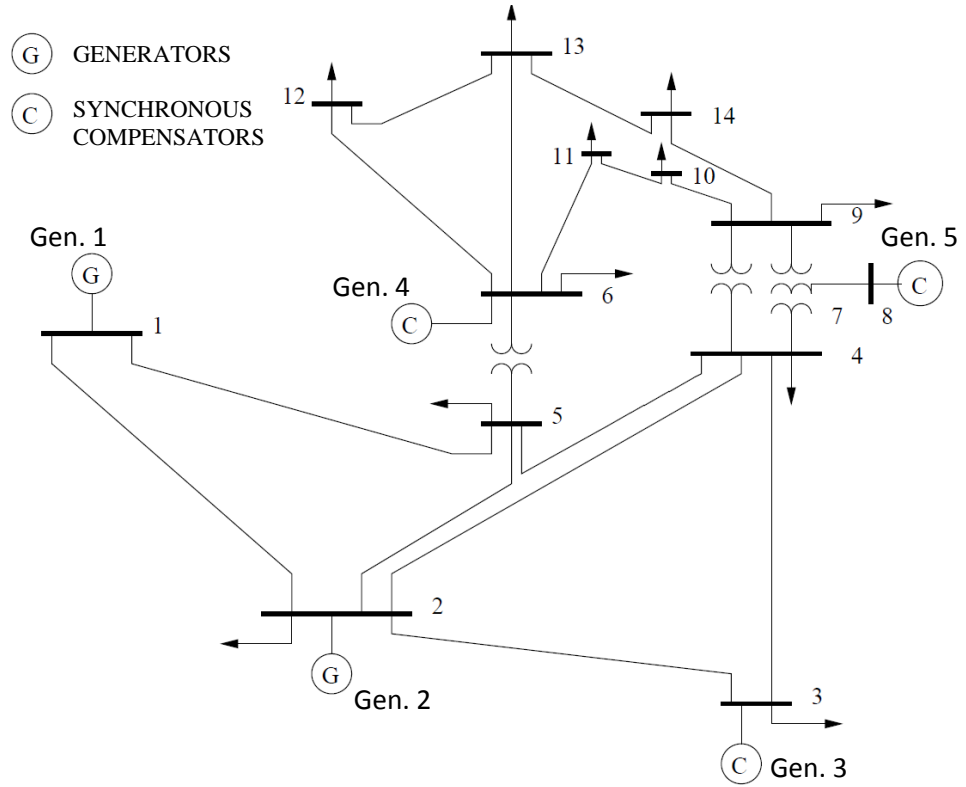 G GENERATORS
C SYNCHRONOUS
COMPENSATORS
13
12
14
11
10
9
Gen. 1
G
Gen. 5
C
Gen. 4
C
6
7
8
1
4
5
2
G
Gen. 2
3
C
Gen. 3